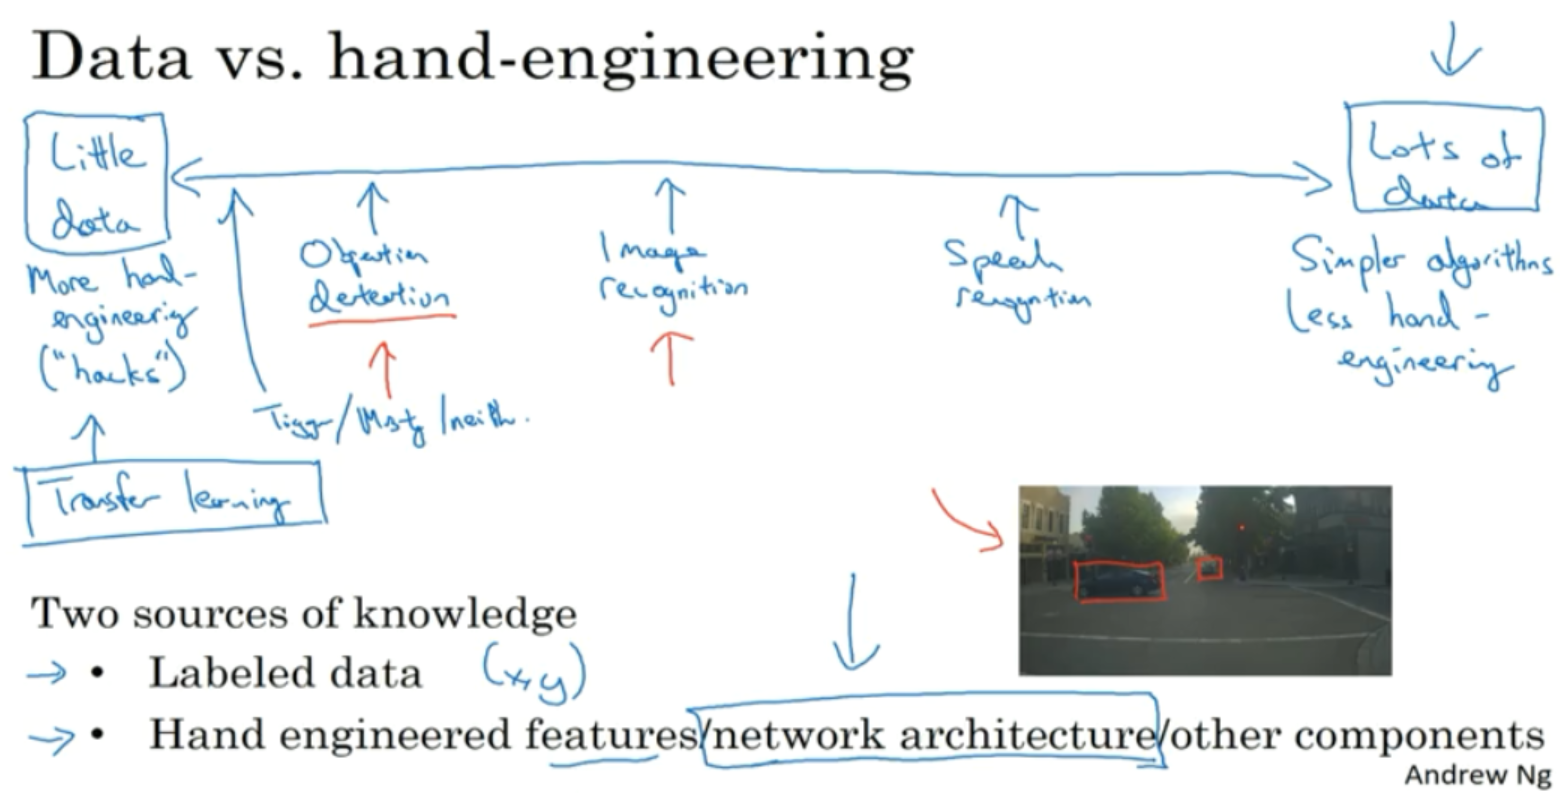 Data vs. hand-engineering
Little
data
Lots of
data
More hand-
engineering
("hacks")
Objection
detection
Image
recognition
Speech
recognition
Simpler algorithms
Less hand-
engineering
Tiggr/Misty/neith.
Transfer learning
Two sources of knowledge
→ • Labeled data (x,y)
→ • Hand engineered features/network architecture/other components
Andrew Ng